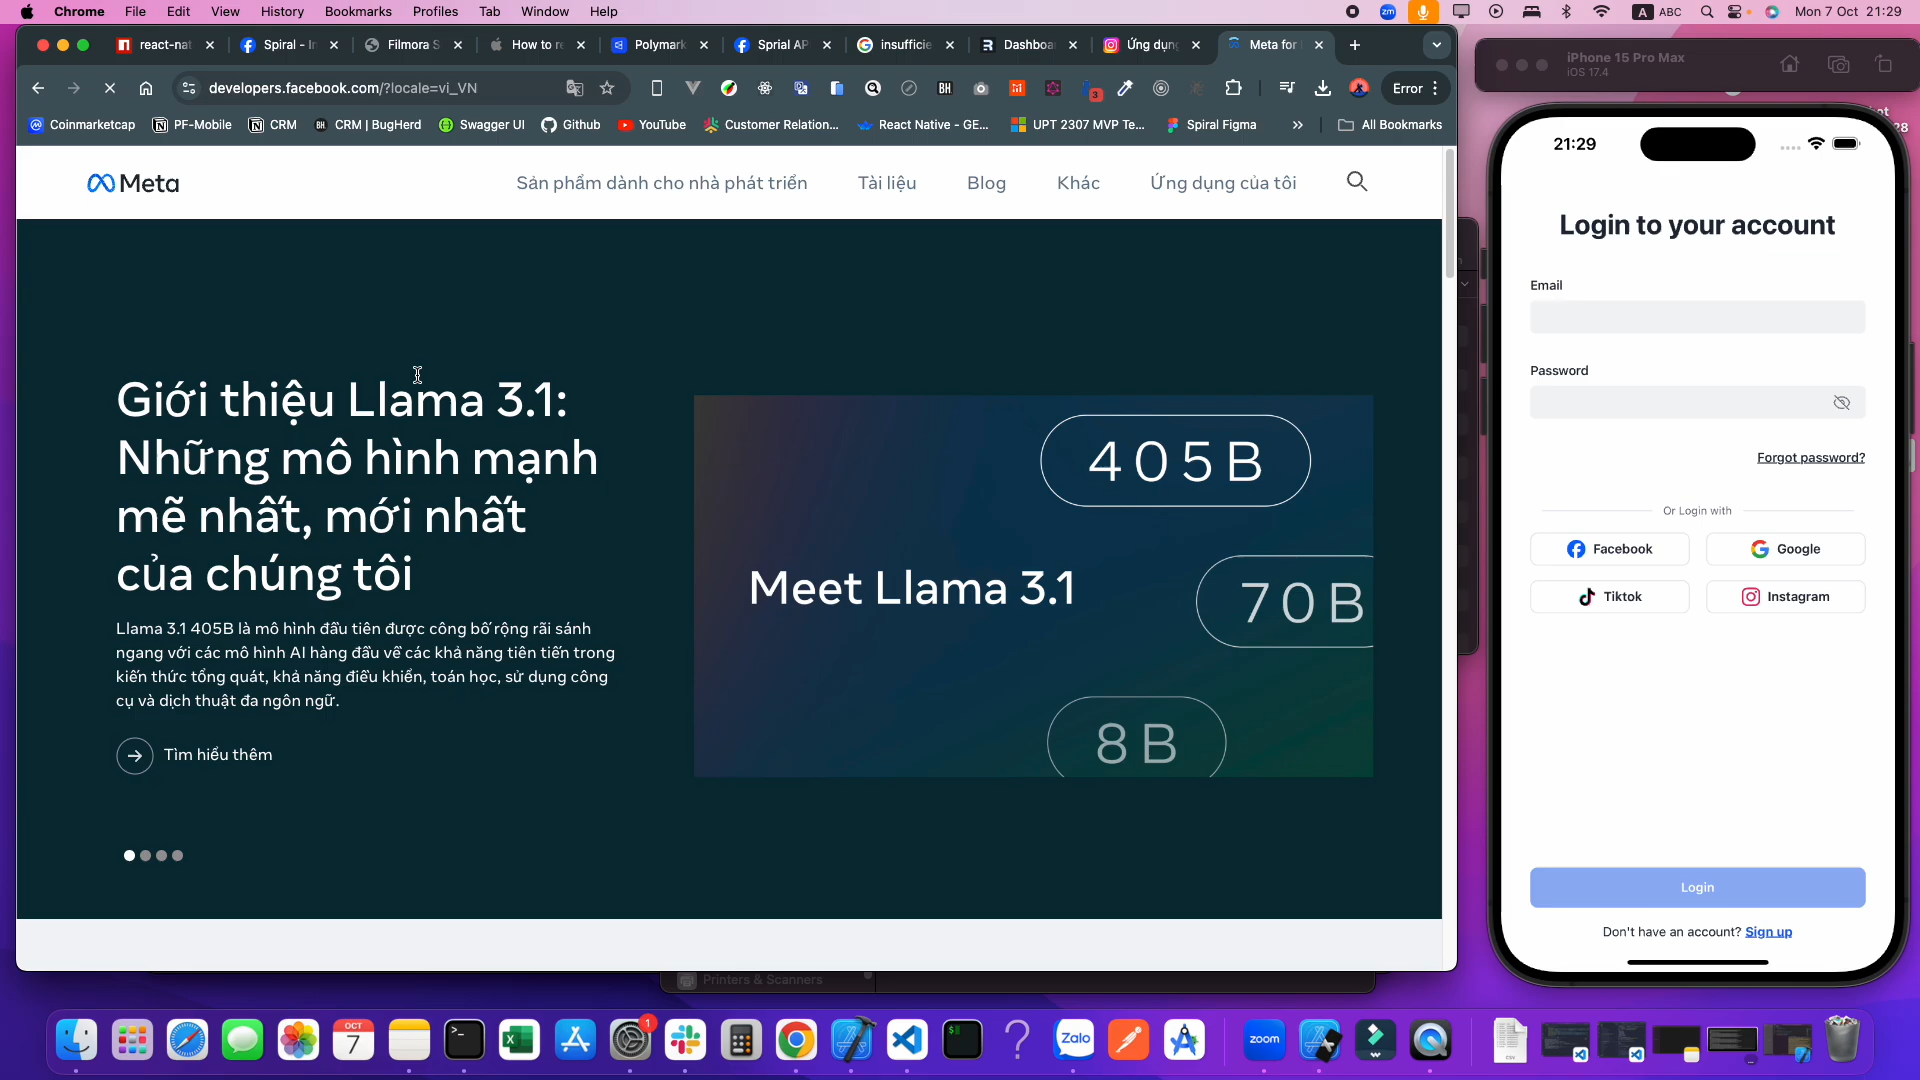 Chrome File Edit View History Bookmarks Profiles Tab Window Help
zm
A ABC
Mon 7 Oct 21:29
react-nat
Spiral - In
Filmora S
How to re
Polymark
Sprial AP
insufficie
Dashboa
Ứng dụng
Meta for
developers.facebook.com/?locale=vi_VN
BH
3
Error
Coinmarketcap
PF-Mobile
CRM
CRM | BugHerd
Swagger UI
Github
YouTube
Customer Relation...
React Native - GE...
UPT 2307 MVP Te...
Spiral Figma
»
All Bookmarks
Meta
Sản phẩm dành cho nhà phát triển
Tài liệu
Blog
Khác
Ứng dụng của tôi
Giới thiệu Llama 3.1:
Những mô hình mạnh
mẽ nhất, mới nhất
của chúng tôi
Llama 3.1 405B là mô hình đầu tiên được công bố rộng rãi sánh
ngang với các mô hình AI hàng đầu về các khả năng tiên tiến trong
kiến thức tổng quát, khả năng điều khiển, toán học, sử dụng công
cụ và dịch thuật đa ngôn ngữ.
Tìm hiểu thêm
405B
Meet Llama 3.1
70B
8B
iPhone 15 Pro Max
iOS 17.4
21:29
Login to your account
Email
Password
Forgot password?
Or Login with
Facebook
Google
Tiktok
Instagram
Login
Don't have an account? Sign up
Printers & Scanners
OCT
7
1
Zalo
zoom
CSV